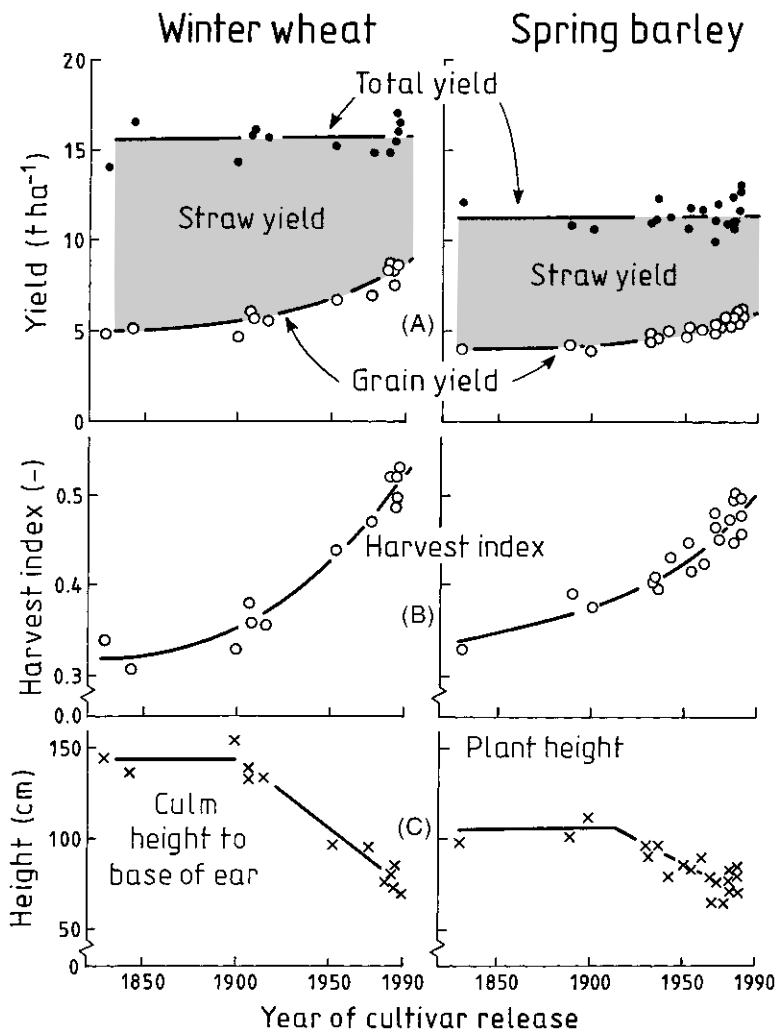 Winter wheat
Spring barley
Total yield
Straw yield
Straw yield
Grain yield
(A)
Yield (t ha⁻¹)
20
15
10
5
0
Harvest index
(B)
Harvest index (-)
0.5
0.4
0.3
0.0
Culm
height to
base of ear
Plant height
(C)
Height (cm)
150
100
50
0
1850
1900
1950
1990
1850
1900
1950
1990
Year of cultivar release